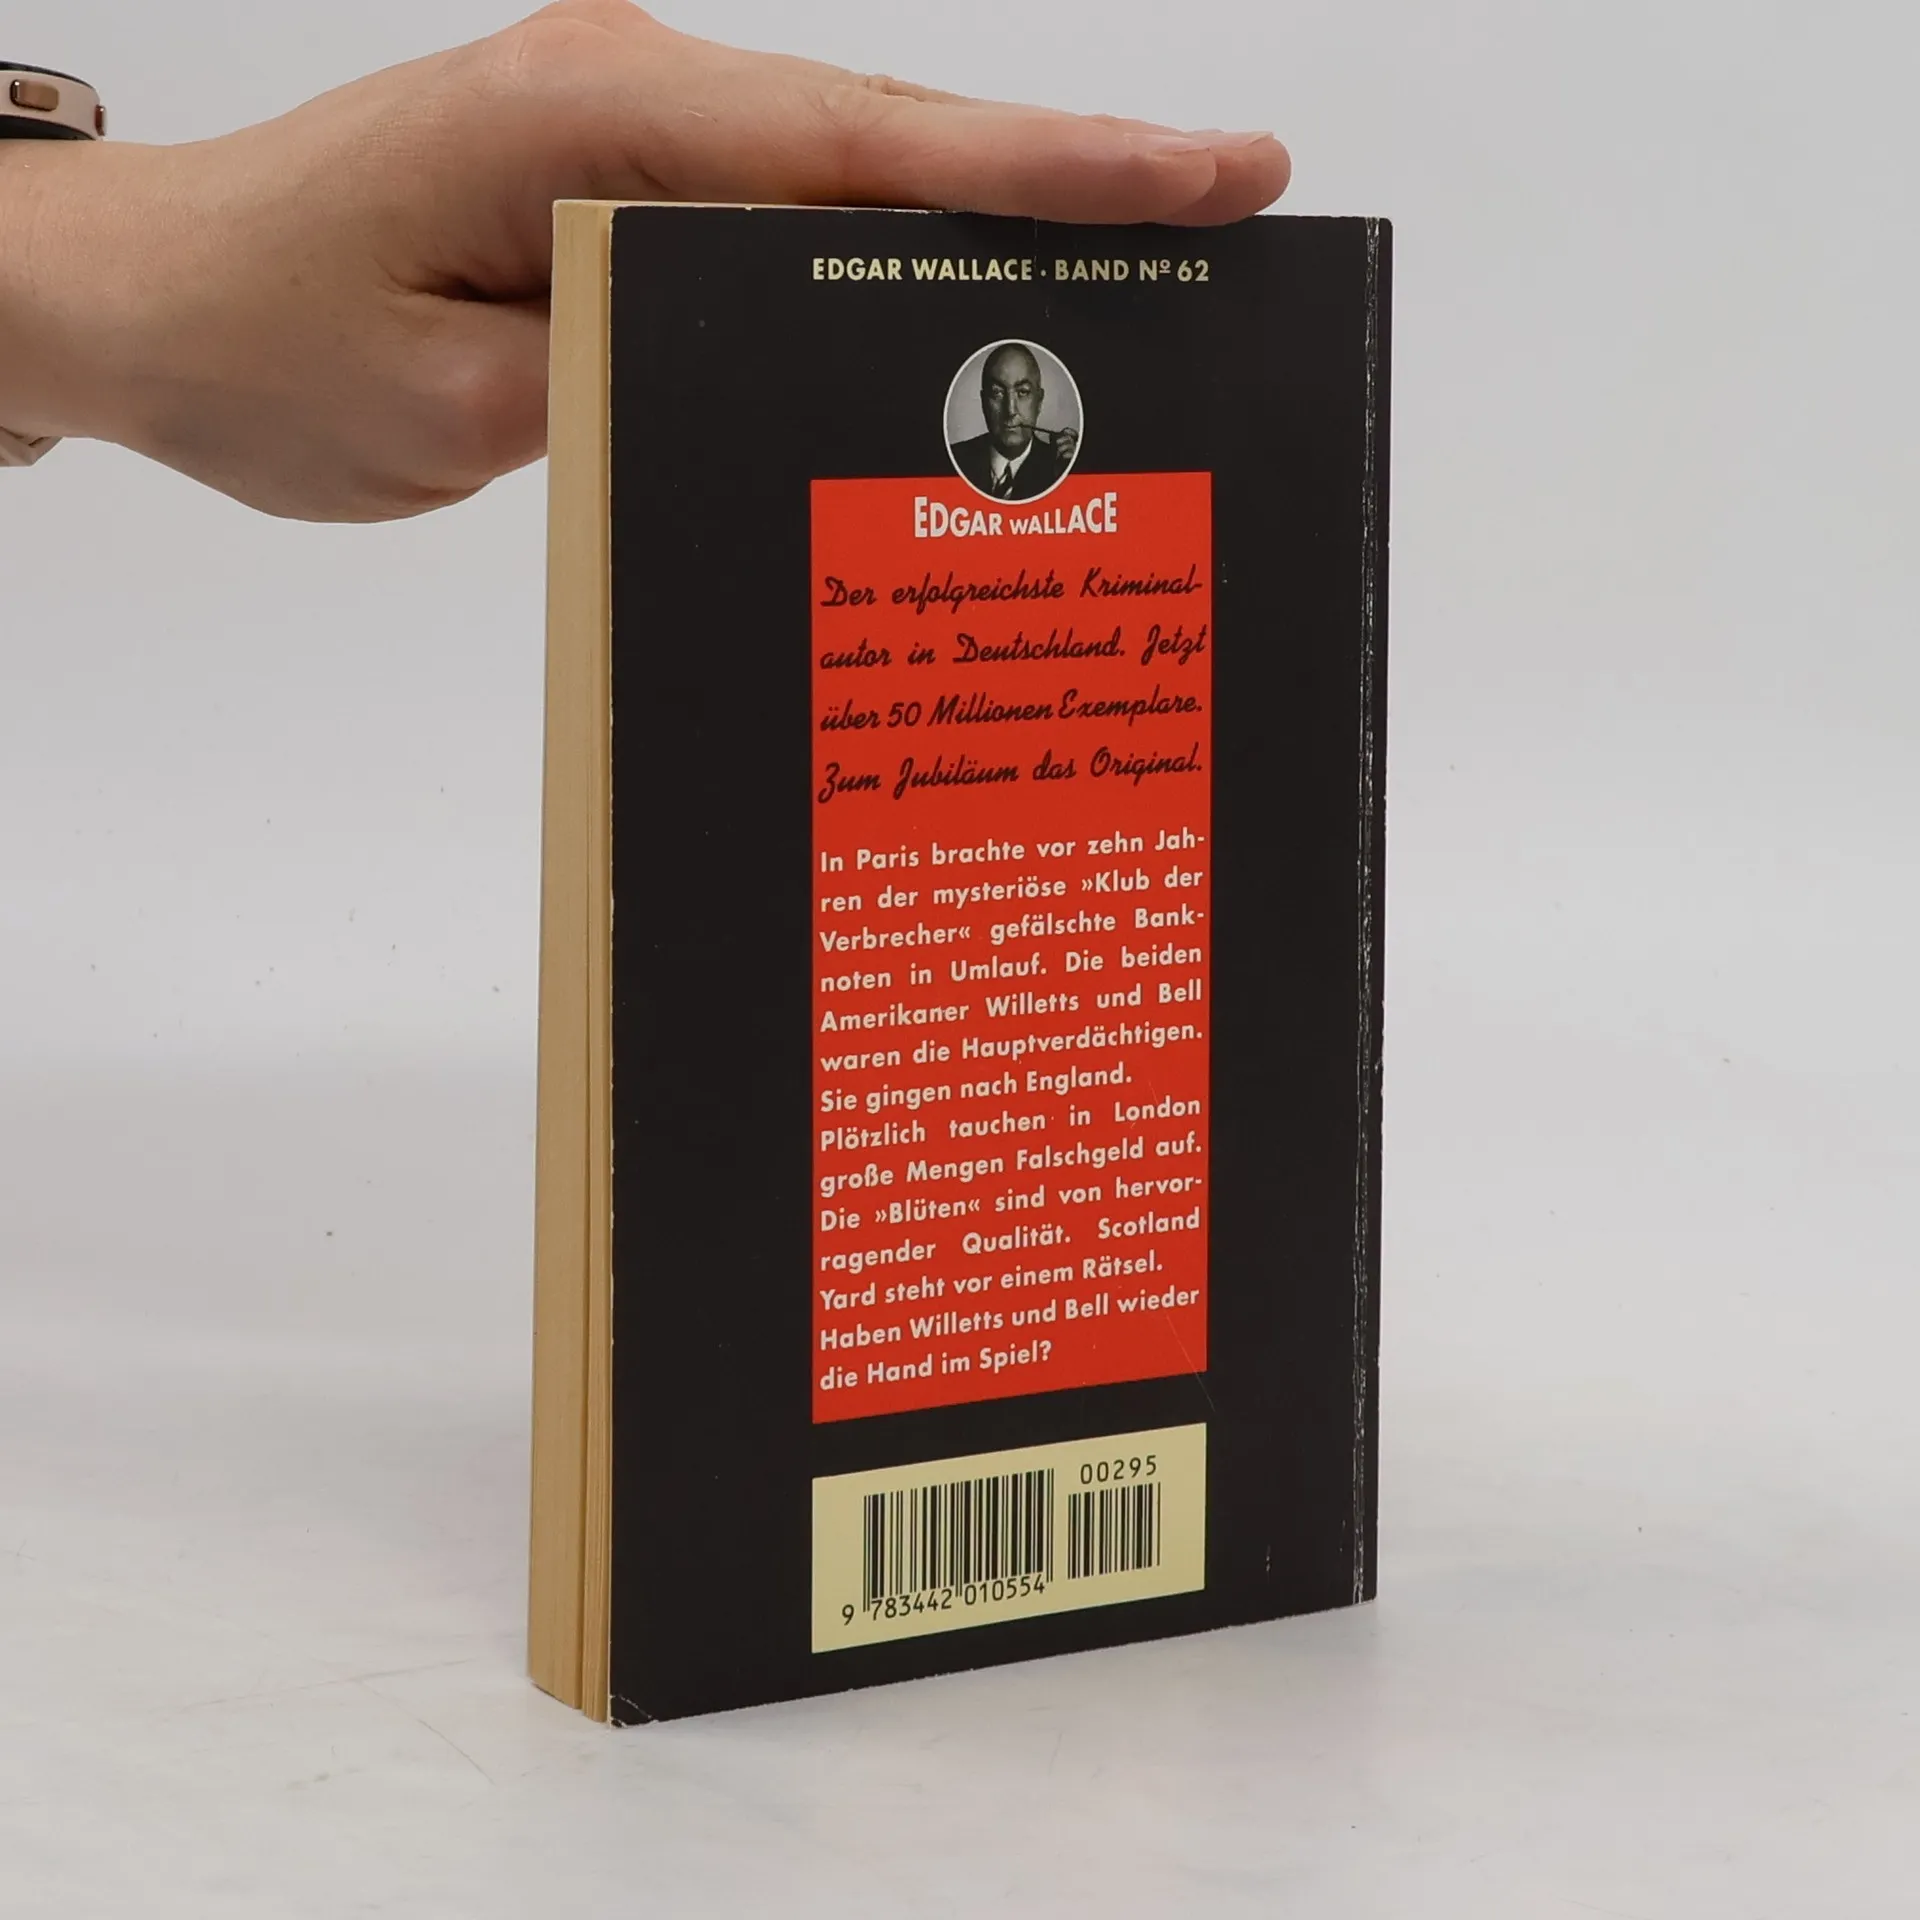 EDGAR WALLACE · BAND Nº 62
EDGAR WALLACE
Der erfolgreichste Kriminal-
autor in Deutschland. Jetzt
über 50 Millionen Exemplare.
Zum Jubiläum das Original.
In Paris brachte vor zehn Jah-
ren der mysteriöse »Klub der
Verbrecher« gefälschte Bank-
noten in Umlauf. Die beiden
Amerikaner Willetts und Bell
waren die Hauptverdächtigen.
Sie gingen nach England.
Plötzlich tauchen in London
große Mengen Falschgeld auf.
Die »Blüten« sind von hervor-
ragender Qualität. Scotland
Yard steht vor einem Rätsel.
Haben Willetts und Bell wieder
die Hand im Spiel?
00295
9 783442 010554